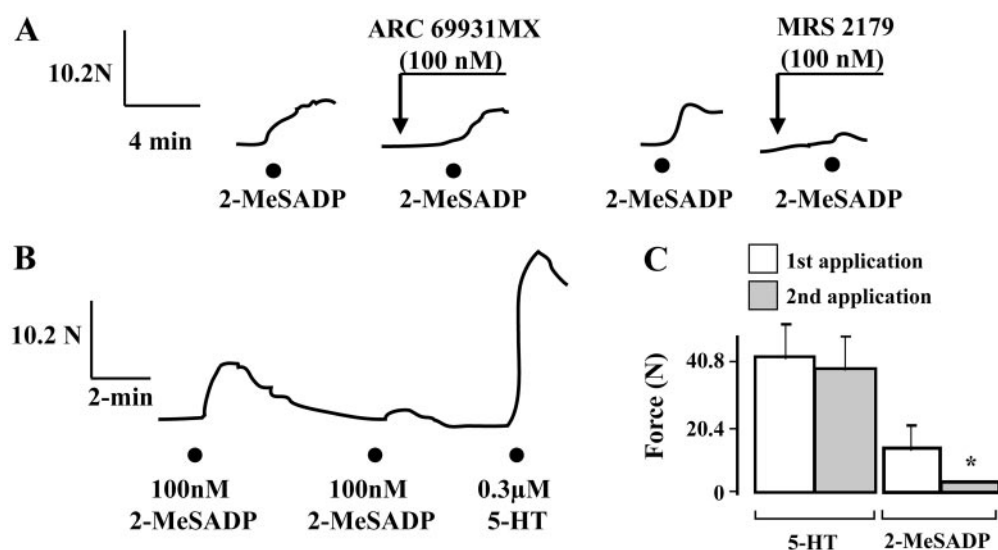 A
10.2N
4 min
ARC 69931MX
(100 nM)
MRS 2179
(100 nM)
2-MeSADP
2-MeSADP
2-MeSADP
2-MeSADP
B
10.2 N
2-min
100nM
2-MeSADP
100nM
2-MeSADP
0.3µM
5-HT
C
1st application
2nd application
Force (N)
40.8
20.4
0
*
5-HT
2-MeSADP